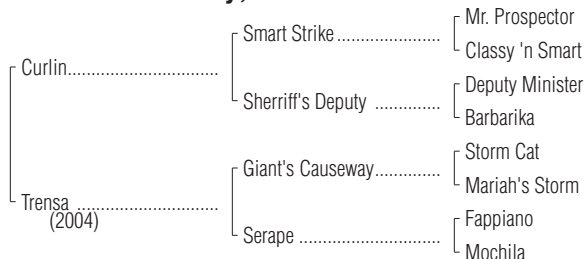 Mr. Prospector
Smart Strike
Classy 'n Smart
Curlin
Deputy Minister
Sherriff's Deputy
Barbarika
Storm Cat
Giant's Causeway
Mariah's Storm
Trensa
(2004)
Fappiano
Serape
Mochila